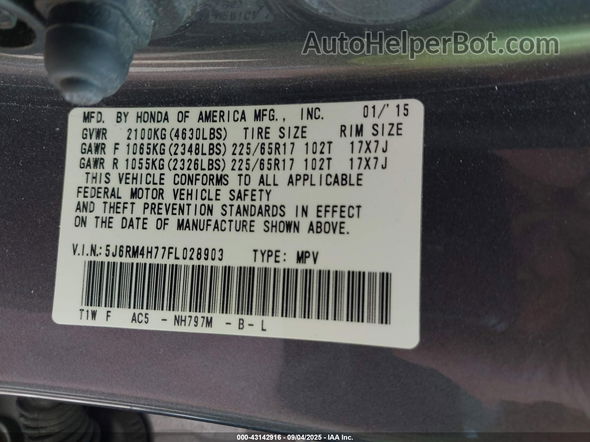 AutoHelperBot.com
MFD. BY HONDA OF AMERICA MFG., INC. 01/'15
GVWR 2100KG(4630LBS) TIRE SIZE RIM SIZE
GAWR F 1065KG(2348LBS) 225/65R17 102T 17X7J
GAWR R 1055KG(2326LBS) 225/65R17 102T 17X7J
THIS VEHICLE CONFORMS TO ALL APPLICABLE
FEDERAL MOTOR VEHICLE SAFETY
AND THEFT PREVENTION STANDARDS IN EFFECT
ON THE DATE OF MANUFACTURE SHOWN ABOVE.
V.I.N.:5J6RM4H77FL028903 TYPE: MPV
T1W F AC5 - NH797M - B - L
000-43142916 - 09/04/2025 - IAA Inc.